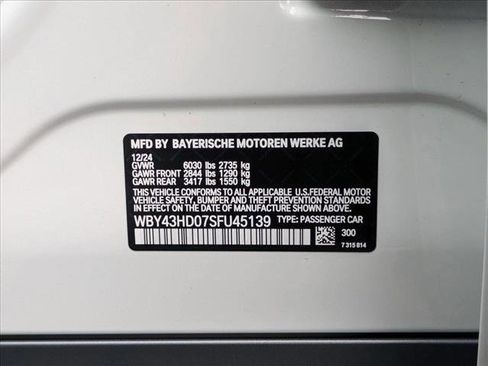 MFD BY BAYERISCHE MOTOREN WERKE AG
12/24
GVWR 6030 lbs 2735 kg
GAWR FRONT 2844 lbs 1290 kg
GAWR REAR 3417 lbs 1550 kg
THIS VEHICLE CONFORMS TO ALL APPLICABLE U.S.FEDERAL MOTOR
VEHICLE SAFETY, BUMPER AND THEFT PREVENTION STANDARDS IN
EFFECT ON THE DATE OF MANUFACTURE SHOWN ABOVE.
WBY43HD07SFU45139 TYPE: PASSENGER CAR
300
7 315 814